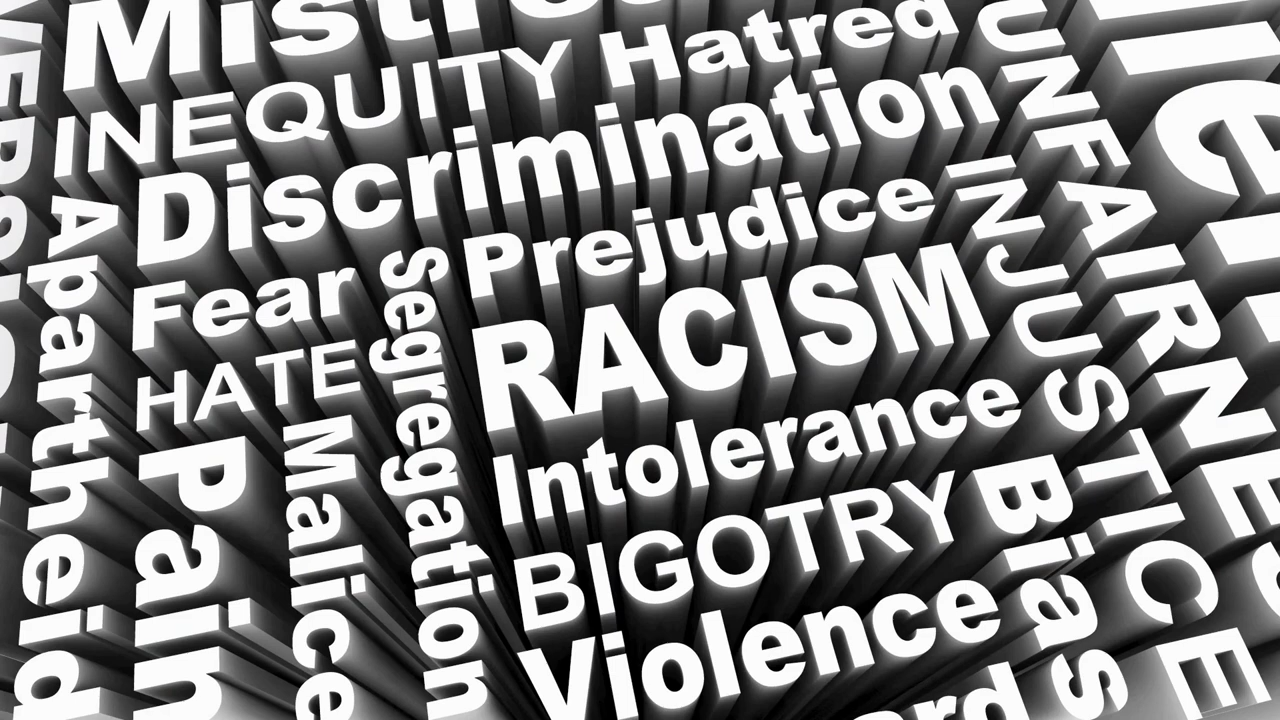 INEQUITY
Hatred
Discrimination
Fear
Prejudice
HATE
RACISM
Intolerance
BIGOTRY
Violence
Apartheid
Pain
Malice
Segregation
INJUSTICE
Bias
UNFAIRNESS